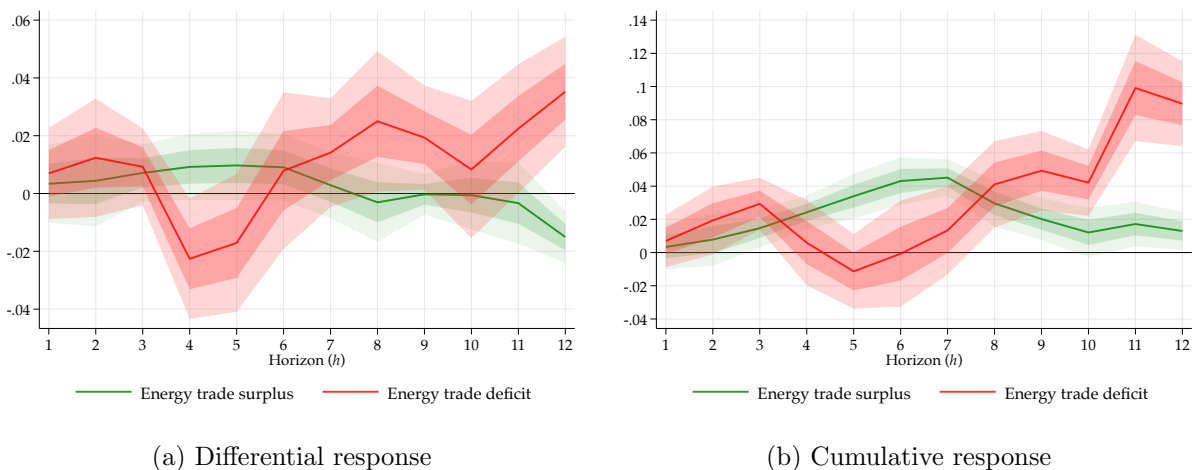 .06
.04
.02
0
-.02
-.04
1 2 3 4 5 6 7 8 9 10 11 12
Horizon (h)
Energy trade surplus Energy trade deficit
(a) Differential response
.14
.12
.1
.08
.06
.04
.02
0
-.02
-.04
1 2 3 4 5 6 7 8 9 10 11 12
Horizon (h)
Energy trade surplus Energy trade deficit
(b) Cumulative response